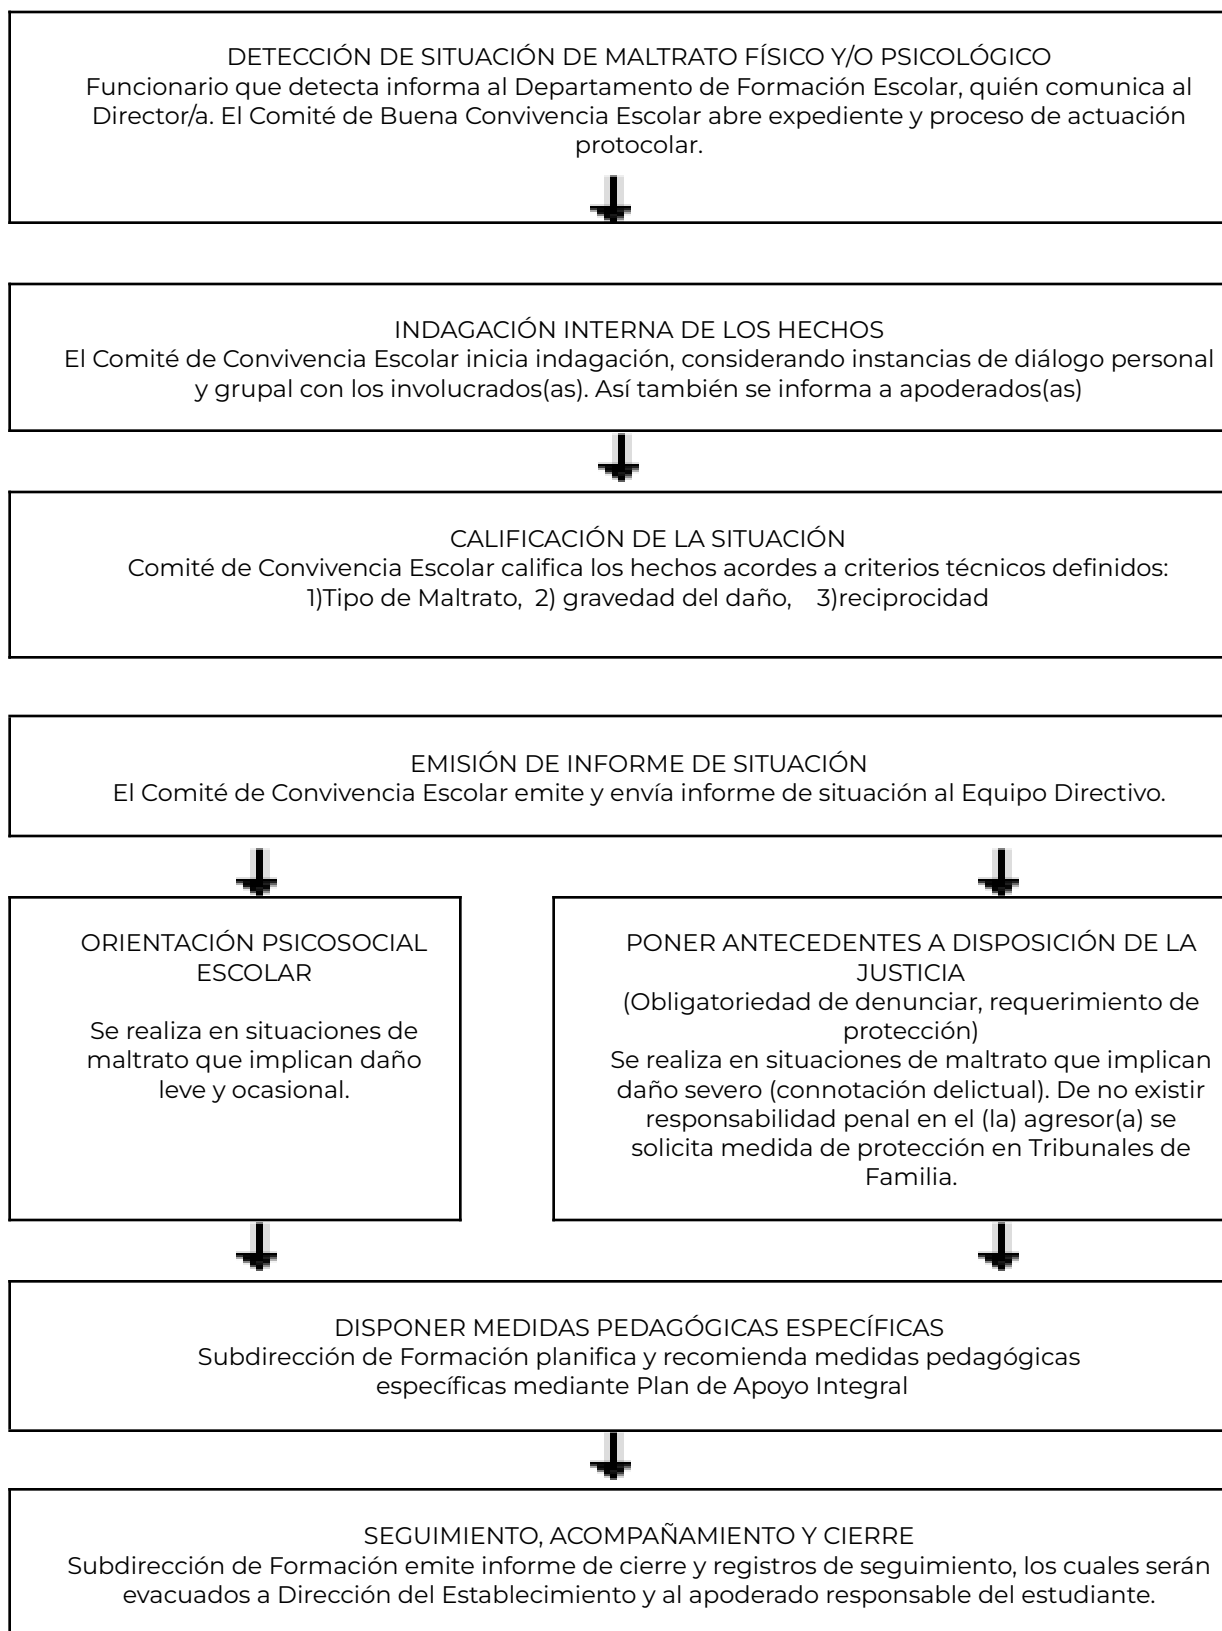 DETECCIÓN DE SITUACIÓN DE MALTRATO FÍSICO Y/O PSICOLÓGICO
Funcionario que detecta informa al Departamento de Formación Escolar, quién comunica al
Director/a. El Comité de Buena Convivencia Escolar abre expediente y proceso de actuación
protocolar.
INDAGACIÓN INTERNA DE LOS HECHOS
El Comité de Convivencia Escolar inicia indagación, considerando instancias de diálogo personal
y grupal con los involucrados(as). Así también se informa a apoderados(as)
CALIFICACIÓN DE LA SITUACIÓN
Comité de Convivencia Escolar califica los hechos acordes a criterios técnicos definidos:
1)Tipo de Maltrato, 2) gravedad del daño, 3)reciprocidad
EMISIÓN DE INFORME DE SITUACIÓN
El Comité de Convivencia Escolar emite y envía informe de situación al Equipo Directivo.
ORIENTACIÓN PSICOSOCIAL
ESCOLAR
Se realiza en situaciones de
maltrato que implican daño
leve y ocasional.
PONER ANTECEDENTES A DISPOSICIÓN DE LA
JUSTICIA
(Obligatoriedad de denunciar, requerimiento de
protección)
Se realiza en situaciones de maltrato que implican
daño severo (connotación delictual). De no existir
responsabilidad penal en el (la) agresor(a) se
solicita medida de protección en Tribunales de
Familia.
DISPONER MEDIDAS PEDAGÓGICAS ESPECÍFICAS
Subdirección de Formación planifica y recomienda medidas pedagógicas
específicas mediante Plan de Apoyo Integral
SEGUIMIENTO, ACOMPAÑAMIENTO Y CIERRE
Subdirección de Formación emite informe de cierre y registros de seguimiento, los cuales serán
evacuados a Dirección del Establecimiento y al apoderado responsable del estudiante.